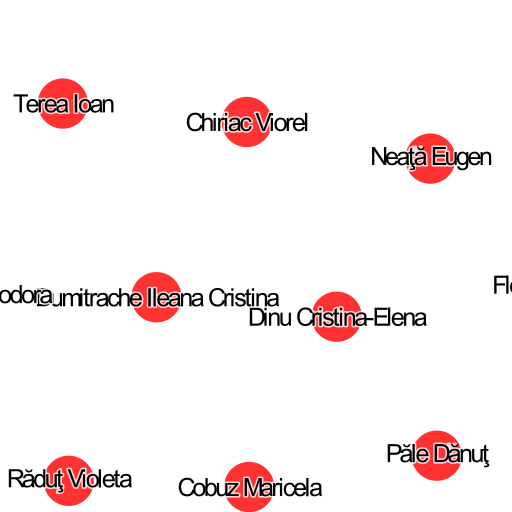 Terea Ioan
Chiriac Viorel
Neaţă Eugen
odora
Dumitrache Ileana Cristina
Dinu Cristina-Elena
Flo
Răduţ Violeta
Cobuz Maricela
Păle Dănuţ